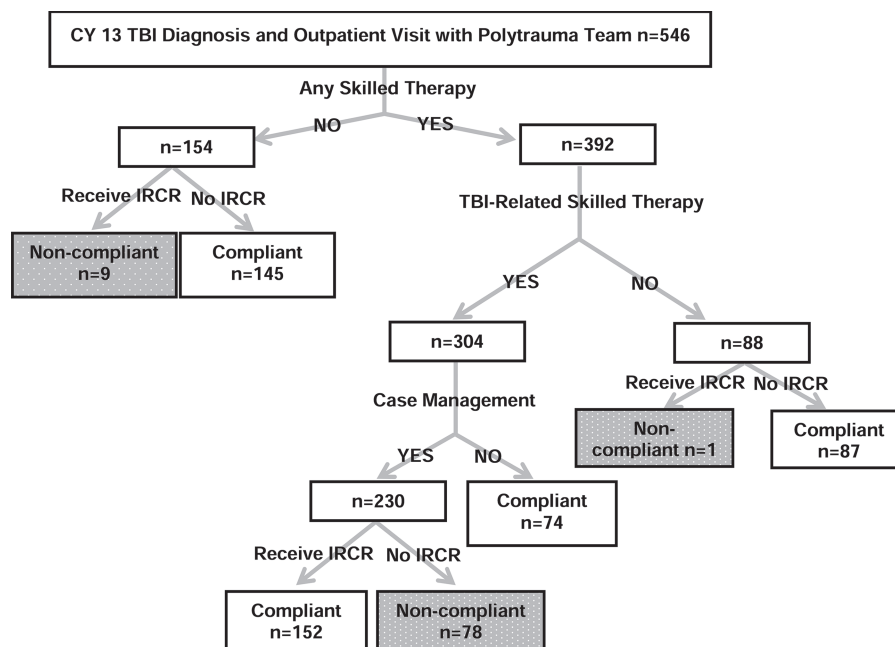 CY 13 TBI Diagnosis and Outpatient Visit with Polytrauma Team n=546
Any Skilled Therapy
NO
YES
n=154
n=392
Receive IRCR
No IRCR
TBI-Related Skilled Therapy
Non-compliant
n=9
Compliant
n=145
YES
NO
n=304
n=88
Receive IRCR
No IRCR
Case Management
Non-
compliant n=1
Compliant
n=87
YES
NO
n=230
Compliant
n=74
Receive IRCR
No IRCR
Compliant
n=152
Non-compliant
n=78